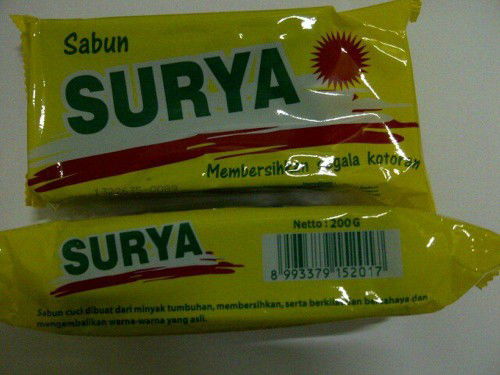 Sabun
SURYA
Membersihkan segala kotoran
SURYA
Netto : 200 G
8 993379 152017
Sabun cuci dibuat dari minyak tumbuhan, membersihkan, serta berkilauan bercahaya dan
mengembalikan warna-warna yang asli.